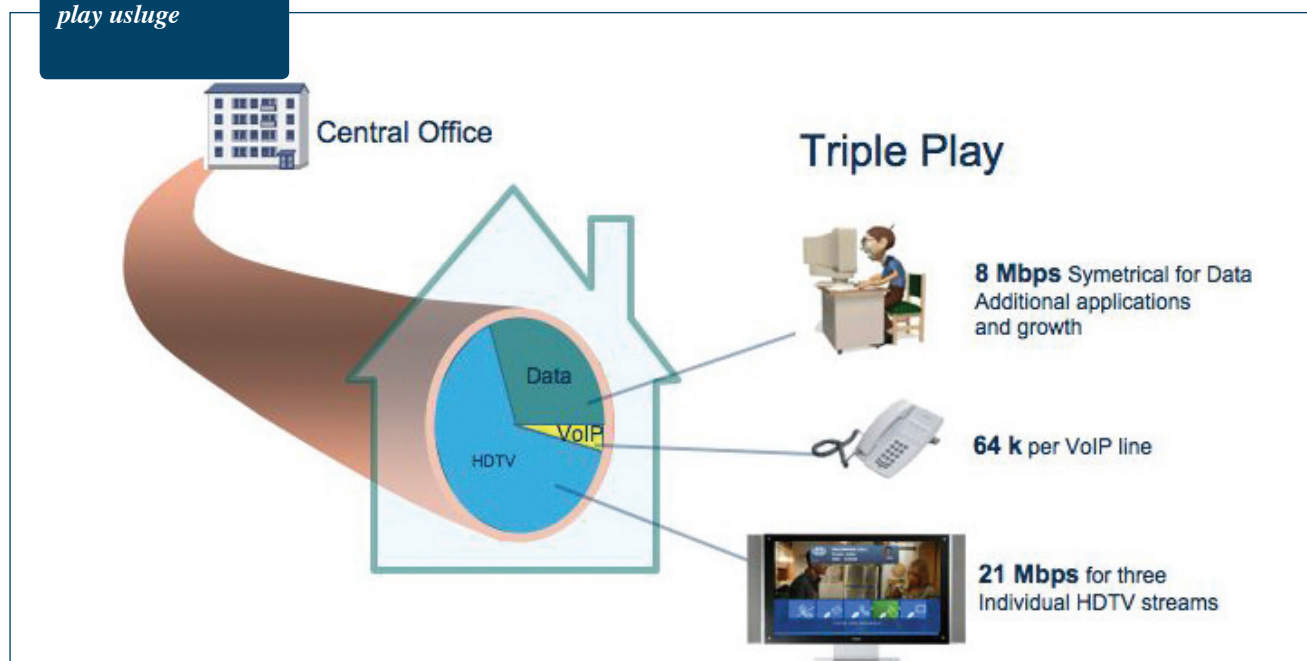 play usluge
Central Office
Triple Play
8 Mbps Symetrical for Data
Additional applications
and growth
Data
VoIP
HDTV
64 k per VoIP line
21 Mbps for three
Individual HDTV streams